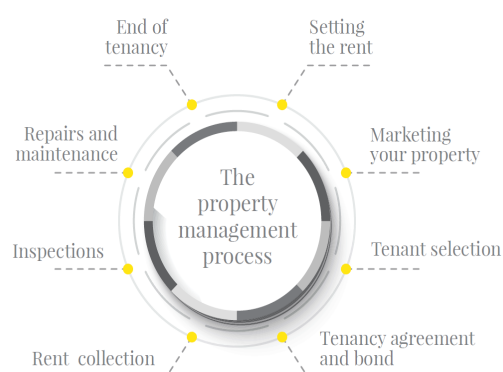 End of
tenancy
Setting
the rent
Repairs and
maintenance
Marketing
your property
The
property
management
process
Inspections
Tenant selection
Rent collection
Tenancy agreement
and bond